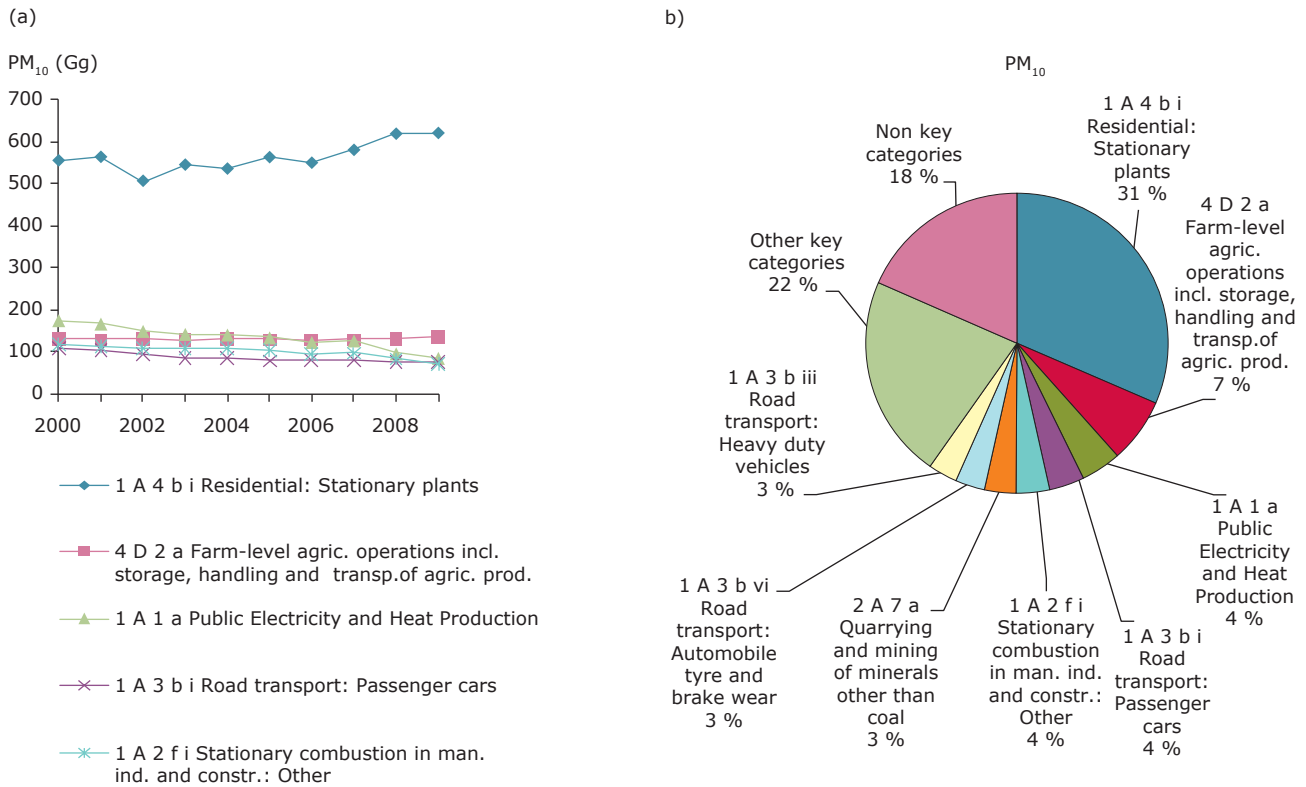 (a)
PM10 (Gg)
700
600
500
400
300
200
100
0
2000 2002 2004 2006 2008
1 A 4 b i Residential: Stationary plants
4 D 2 a Farm-level agric. operations incl.
storage, handling and transp.of agric. prod.
1 A 1 a Public Electricity and Heat Production
1 A 3 b i Road transport: Passenger cars
1 A 2 f i Stationary combustion in man.
ind. and constr.: Other
b)
PM10
1 A 4 b i
Residential:
Stationary
plants
31 %
4 D 2 a
Farm-level
agric.
operations
incl. storage,
handling and
transp.of
agric. prod.
7 %
1 A 1 a
Public
Electricity
and Heat
Production
4 %
1 A 3 b i
Road
transport:
Passenger
cars
4 %
1 A 2 f i
Stationary
combustion
in man. ind.
and constr.:
Other
4 %
2 A 7 a
Quarrying
and mining
of minerals
other than
coal
3 %
1 A 3 b vi
Road
transport:
Automobile
tyre and
brake wear
3 %
1 A 3 b iii
Road
transport:
Heavy duty
vehicles
3 %
Other key
categories
22 %
Non key
categories
18 %